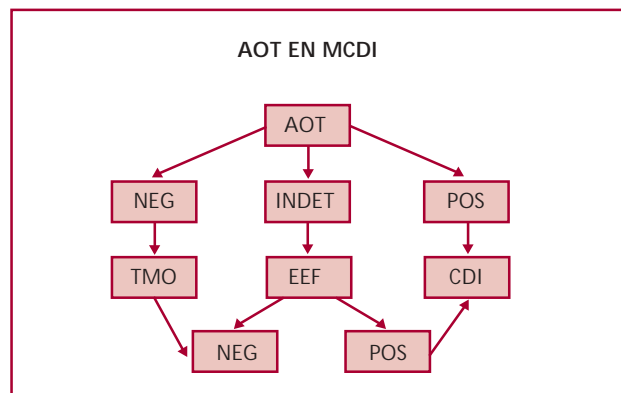 AOT EN MCDI
AOT
NEG INDET POS
TMO EEF CDI
NEG POS